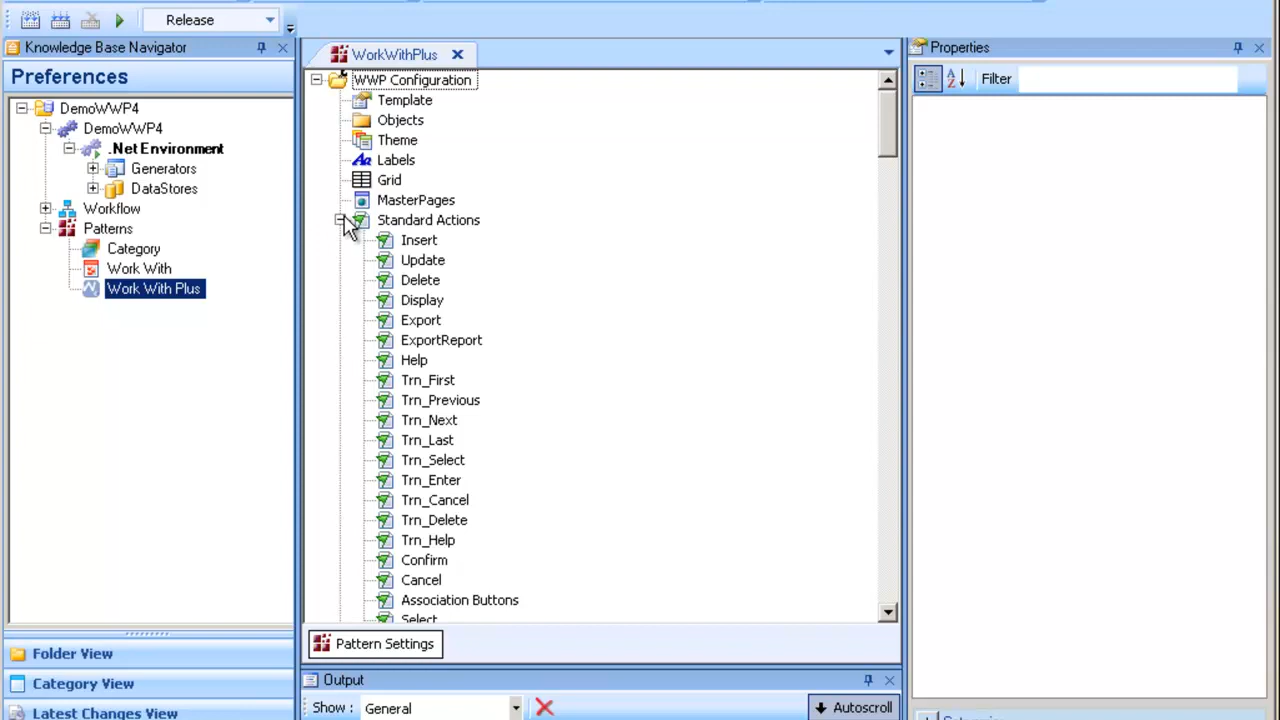 Release
Knowledge Base Navigator
Preferences
DemoWWP4
DemoWWP4
.Net Environment
Generators
DataStores
Workflow
Patterns
Category
Work With
Work With Plus
Folder View
Category View
Latest Changes View
WorkWithPlus
WWP Configuration
Template
Objects
Theme
Labels
Grid
MasterPages
Standard Actions
Insert
Update
Delete
Display
Export
ExportReport
Help
Trn_First
Trn_Previous
Trn_Next
Trn_Last
Trn_Select
Trn_Enter
Trn_Cancel
Trn_Delete
Trn_Help
Confirm
Cancel
Association Buttons
Select
Pattern Settings
Output
Show : General
Autoscroll
Properties
Filter